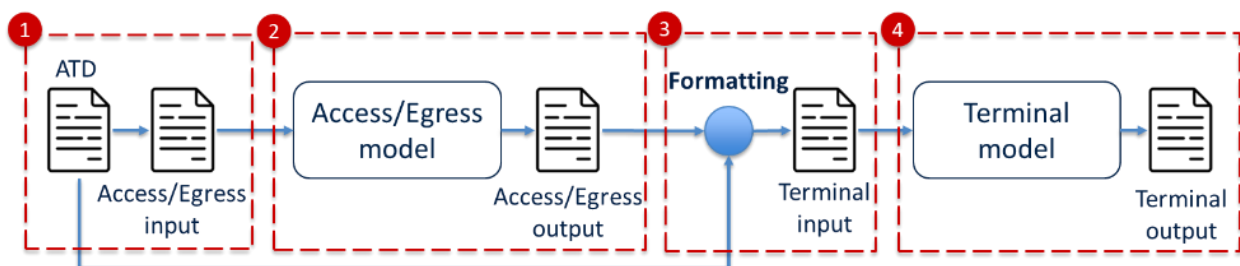 1
ATD
Access/Egress
input
2
Access/Egress
model
Access/Egress
output
3
Formatting
Terminal
input
4
Terminal
model
Terminal
output